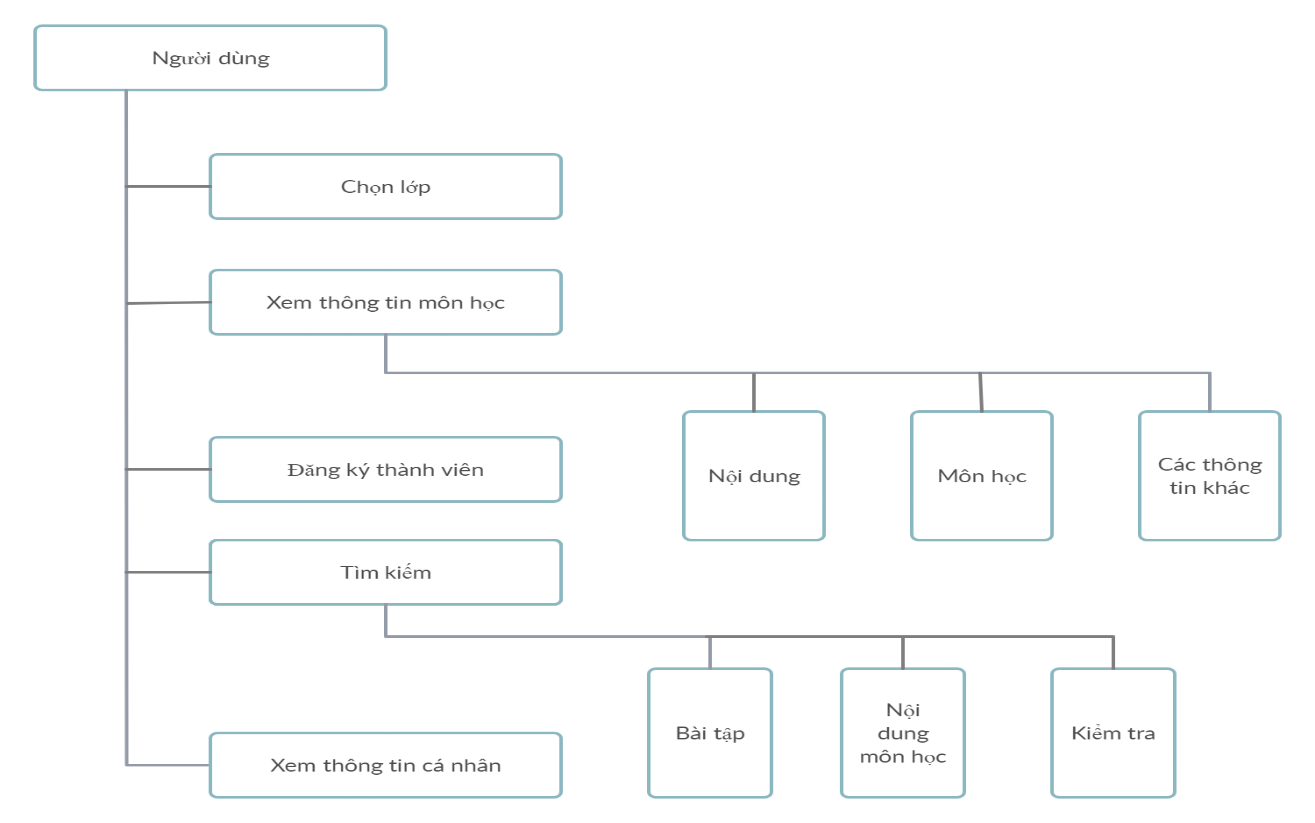 Người dùng
Chọn lớp
Xem thông tin môn học
Nội dung
Môn học
Các thông
tin khác
Đăng ký thành viên
Tìm kiếm
Bài tập
Nội
dung
môn học
Kiểm tra
Xem thông tin cá nhân